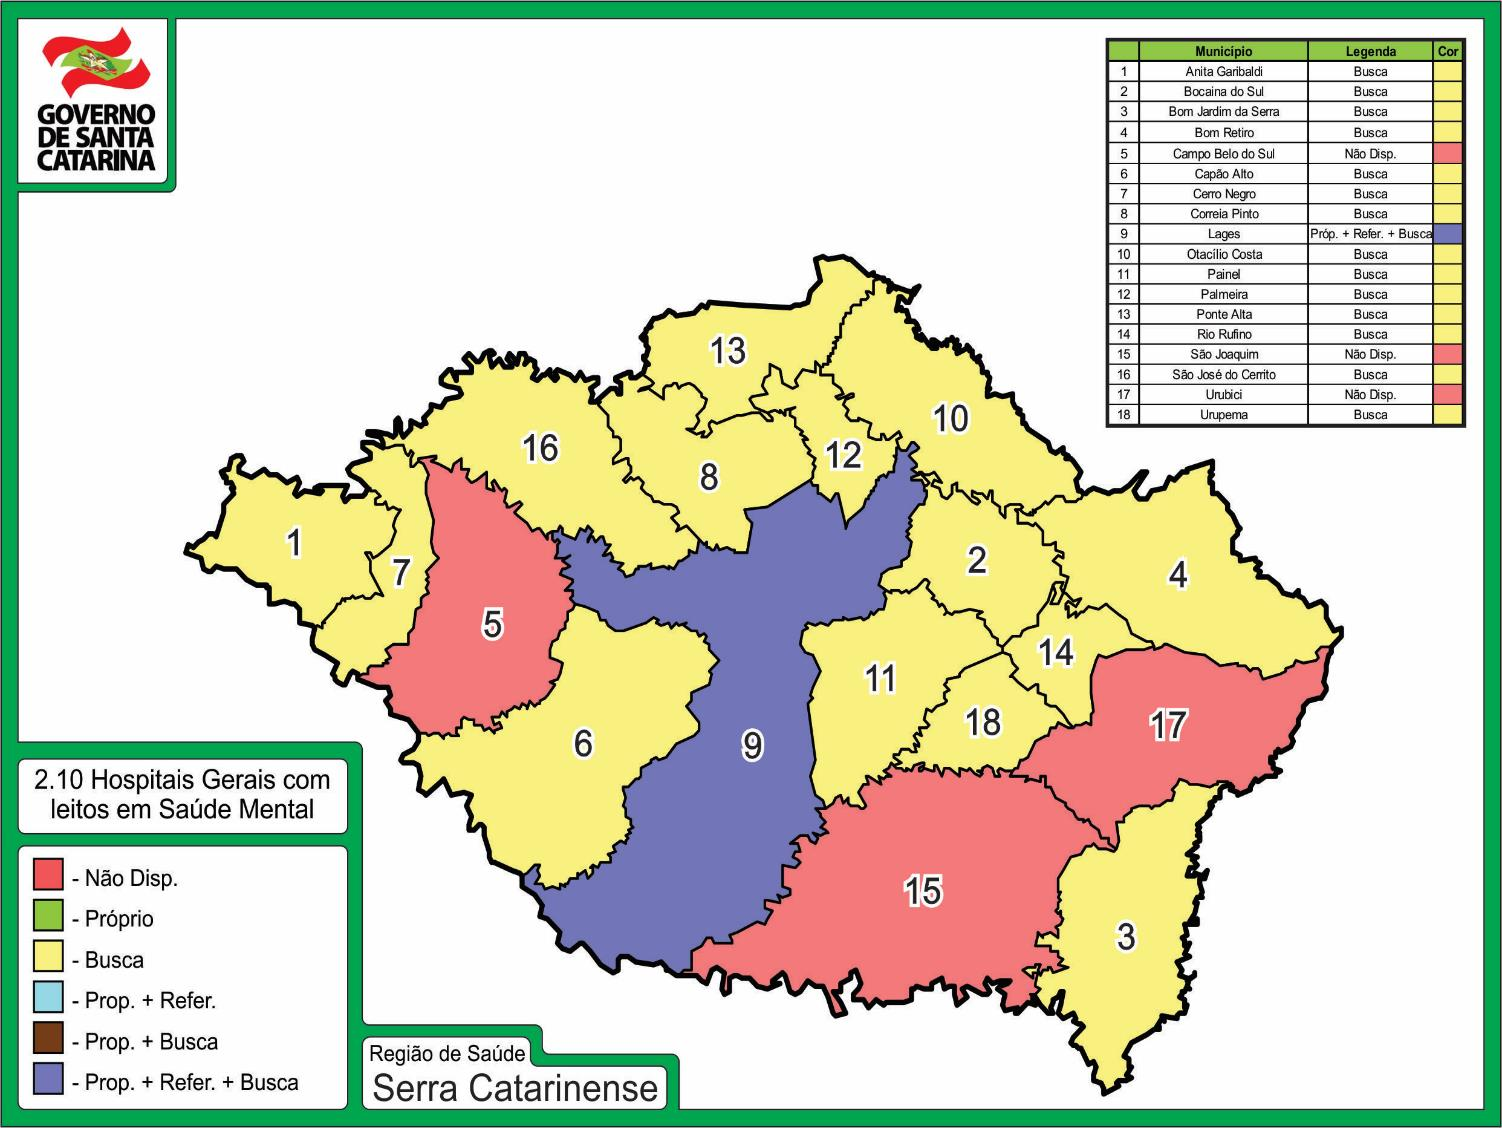 GOVERNO
DE SANTA
CATARINA
Município Legenda Cor
1 Anita Garibaldi Busca
2 Bocaina do Sul Busca
3 Bom Jardim da Serra Busca
4 Bom Retiro Busca
5 Campo Belo do Sul Não Disp.
6 Capão Alto Busca
7 Cerro Negro Busca
8 Correia Pinto Busca
9 Lages Próp. + Refer. + Busca
10 Otacílio Costa Busca
11 Painel Busca
12 Palmeira Busca
13 Ponte Alta Busca
14 Rio Rufino Busca
15 São Joaquim Não Disp.
16 São José do Cerrito Busca
17 Urubici Não Disp.
18 Urupema Busca
13
10
16
12
8
1
2
7
4
5
14
11
18
17
6
9
15
3
2.10 Hospitais Gerais com
leitos em Saúde Mental
- Não Disp.
- Próprio
- Busca
- Prop. + Refer.
- Prop. + Busca
- Prop. + Refer. + Busca
Região de Saúde
Serra Catarinense